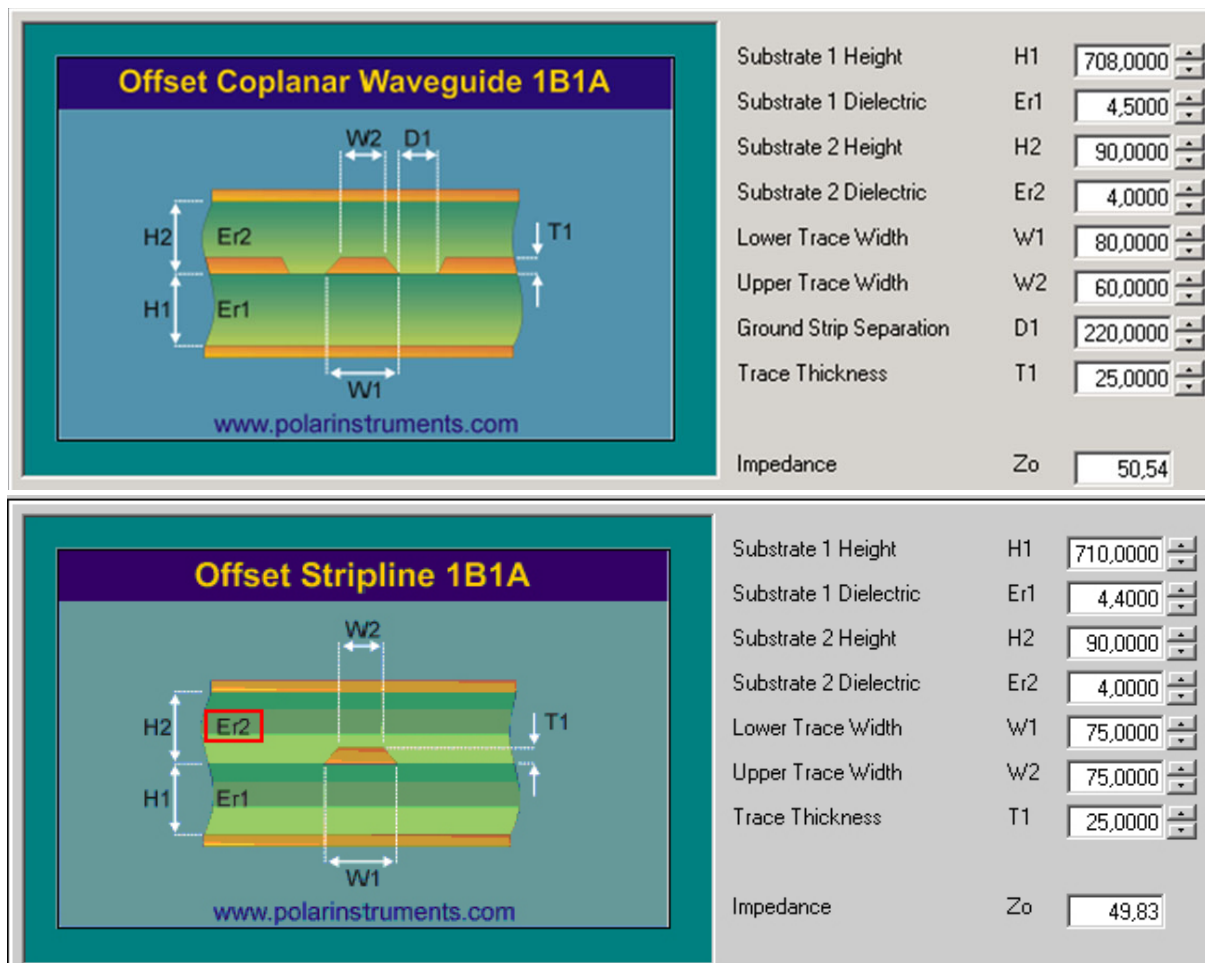 Offset Coplanar Waveguide 1B1A
W2 D1
H2 Er2 T1
H1 Er1
W1
www.polarinstruments.com
Substrate 1 Height H1 708,0000
Substrate 1 Dielectric Er1 4,5000
Substrate 2 Height H2 90,0000
Substrate 2 Dielectric Er2 4,0000
Lower Trace Width W1 80,0000
Upper Trace Width W2 60,0000
Ground Strip Separation D1 220,0000
Trace Thickness T1 25,0000
Impedance Zo 50,54
Offset Stripline 1B1A
W2
H2 Er2 T1
H1 Er1
W1
www.polarinstruments.com
Substrate 1 Height H1 710,0000
Substrate 1 Dielectric Er1 4,4000
Substrate 2 Height H2 90,0000
Substrate 2 Dielectric Er2 4,0000
Lower Trace Width W1 75,0000
Upper Trace Width W2 75,0000
Trace Thickness T1 25,0000
Impedance Zo 49,83